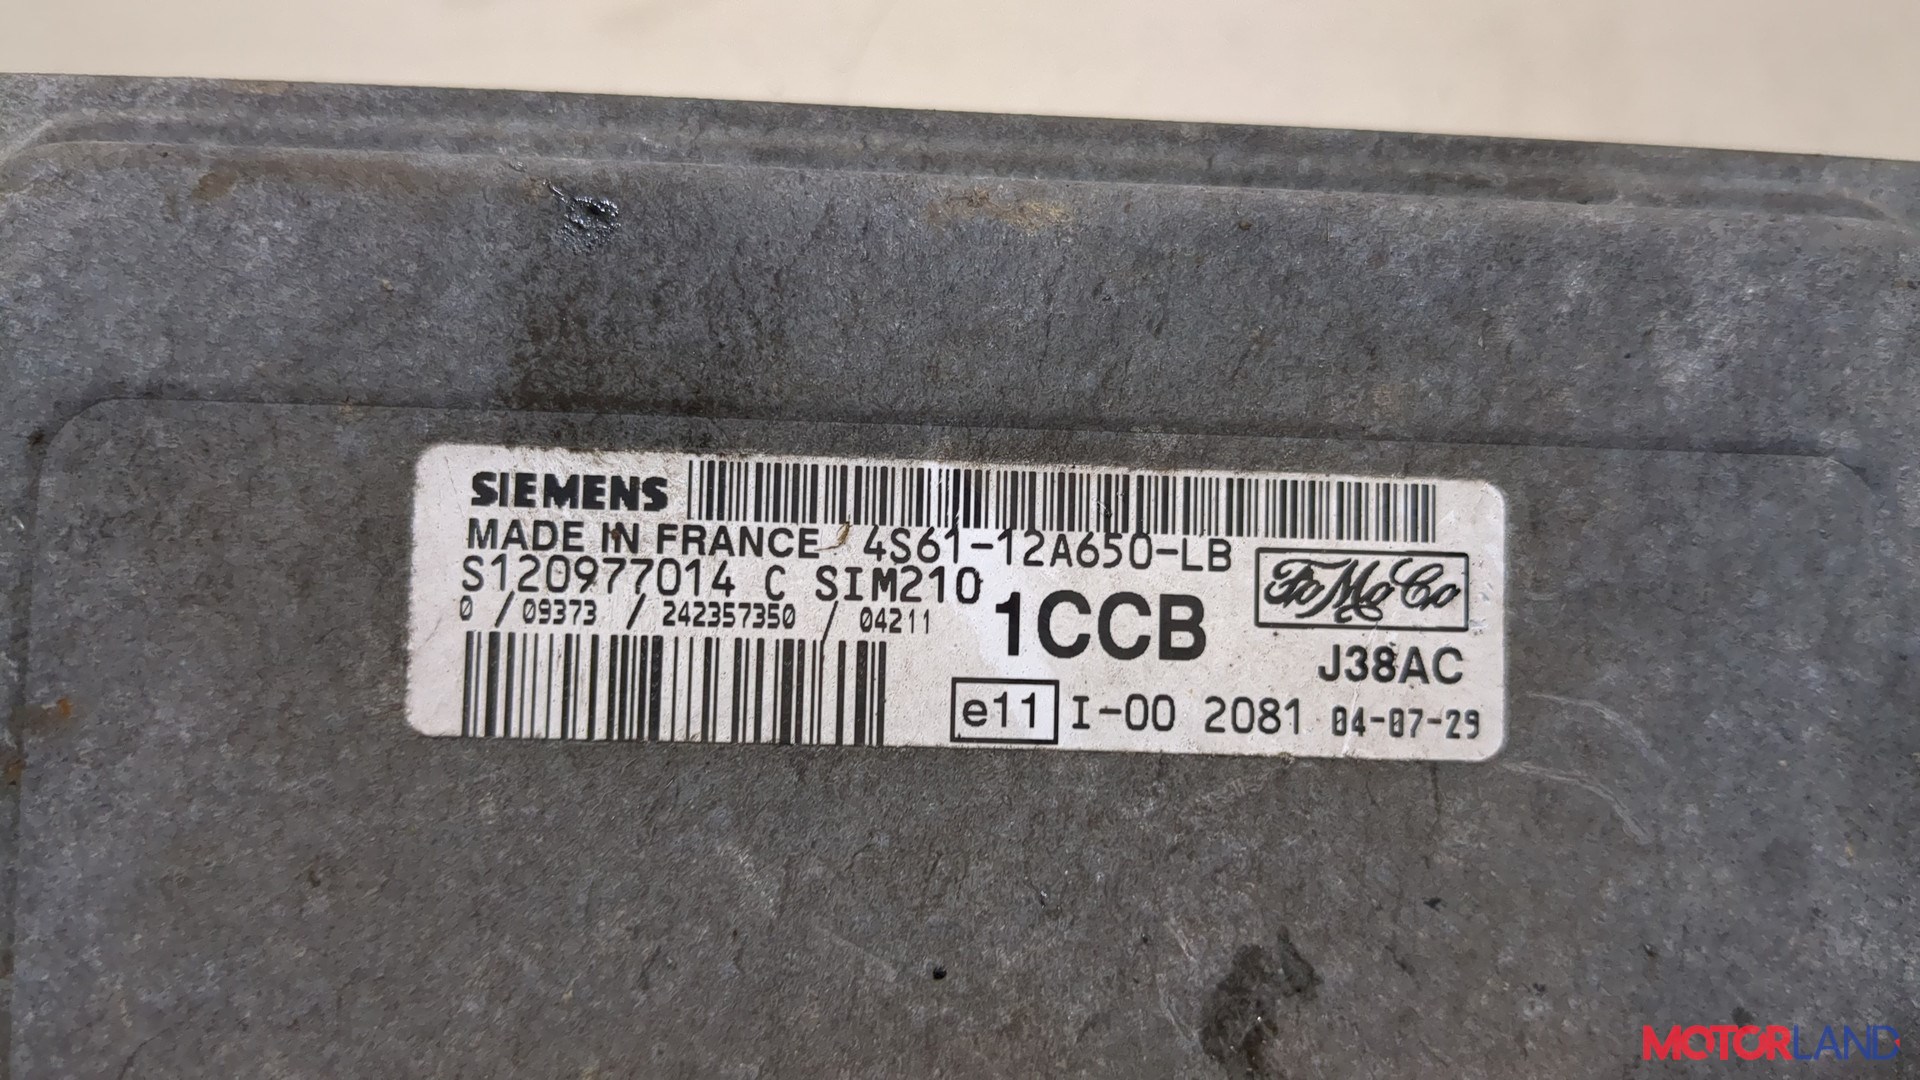 SIEMENS
MADE IN FRANCE 4S61-12A650-LB
S120977014 C SIM210
FoMoCo
0 / 09373 / 242357350 / 04211
1CCB
J38AC
e11 I-00 2081 04-07-29
MOTORLAND